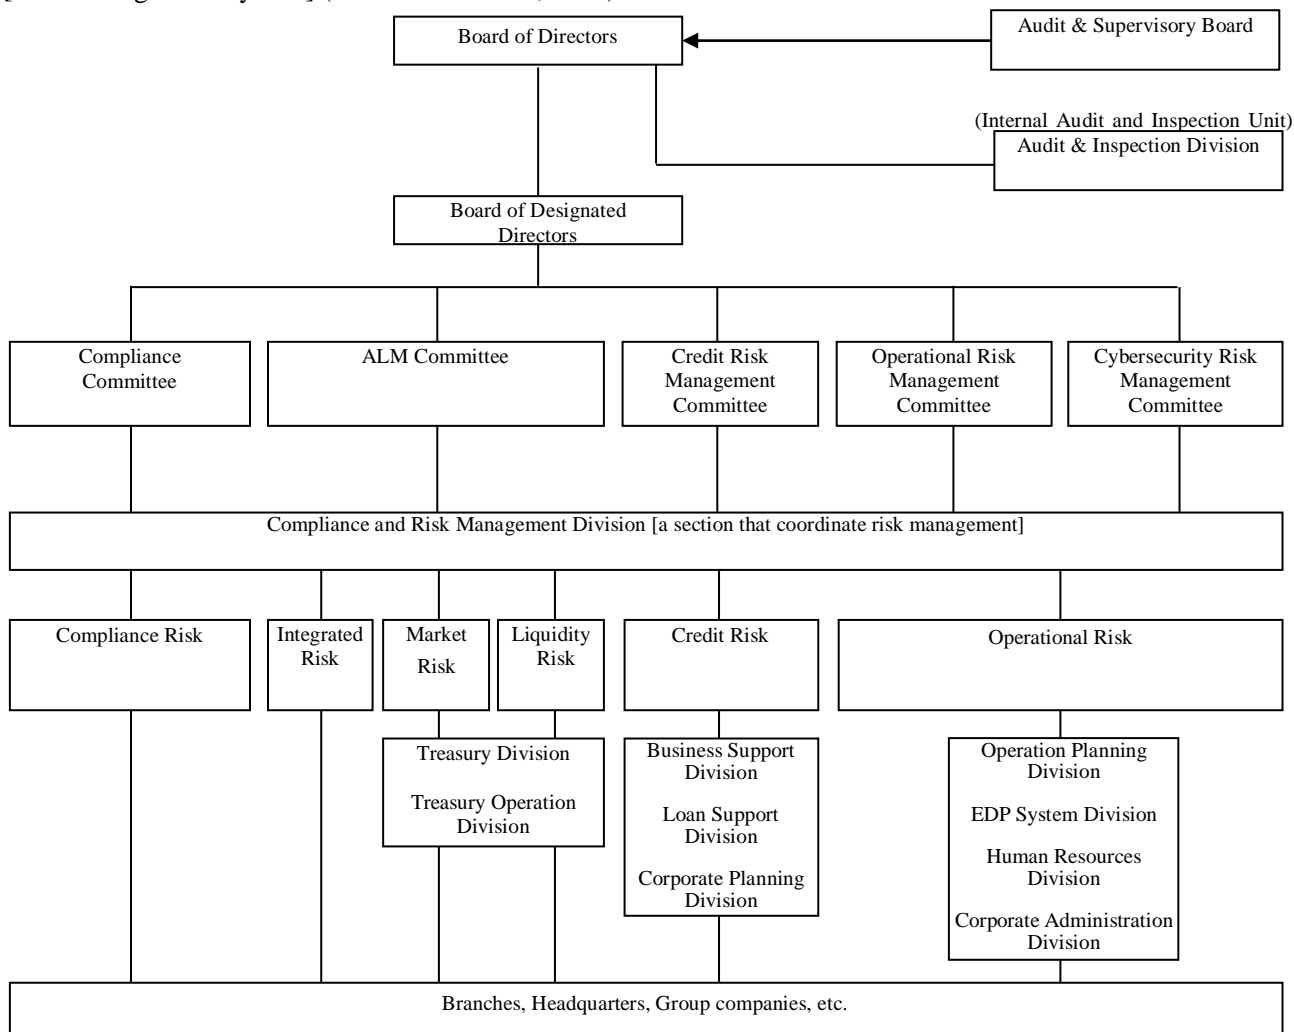 Board of Directors
Audit & Supervisory Board
(Internal Audit and Inspection Unit)
Audit & Inspection Division
Board of Designated
Directors
Compliance
Committee
ALM Committee
Credit Risk
Management
Committee
Operational Risk
Management
Committee
Cybersecurity Risk
Management
Committee
Compliance and Risk Management Division [a section that coordinate risk management]
Compliance Risk
Integrated
Risk
Market
Risk
Liquidity
Risk
Credit Risk
Operational Risk
Treasury Division
Treasury Operation
Division
Business Support
Division
Loan Support
Division
Corporate Planning
Division
Operation Planning
Division
EDP System Division
Human Resources
Division
Corporate Administration
Division
Branches, Headquarters, Group companies, etc.